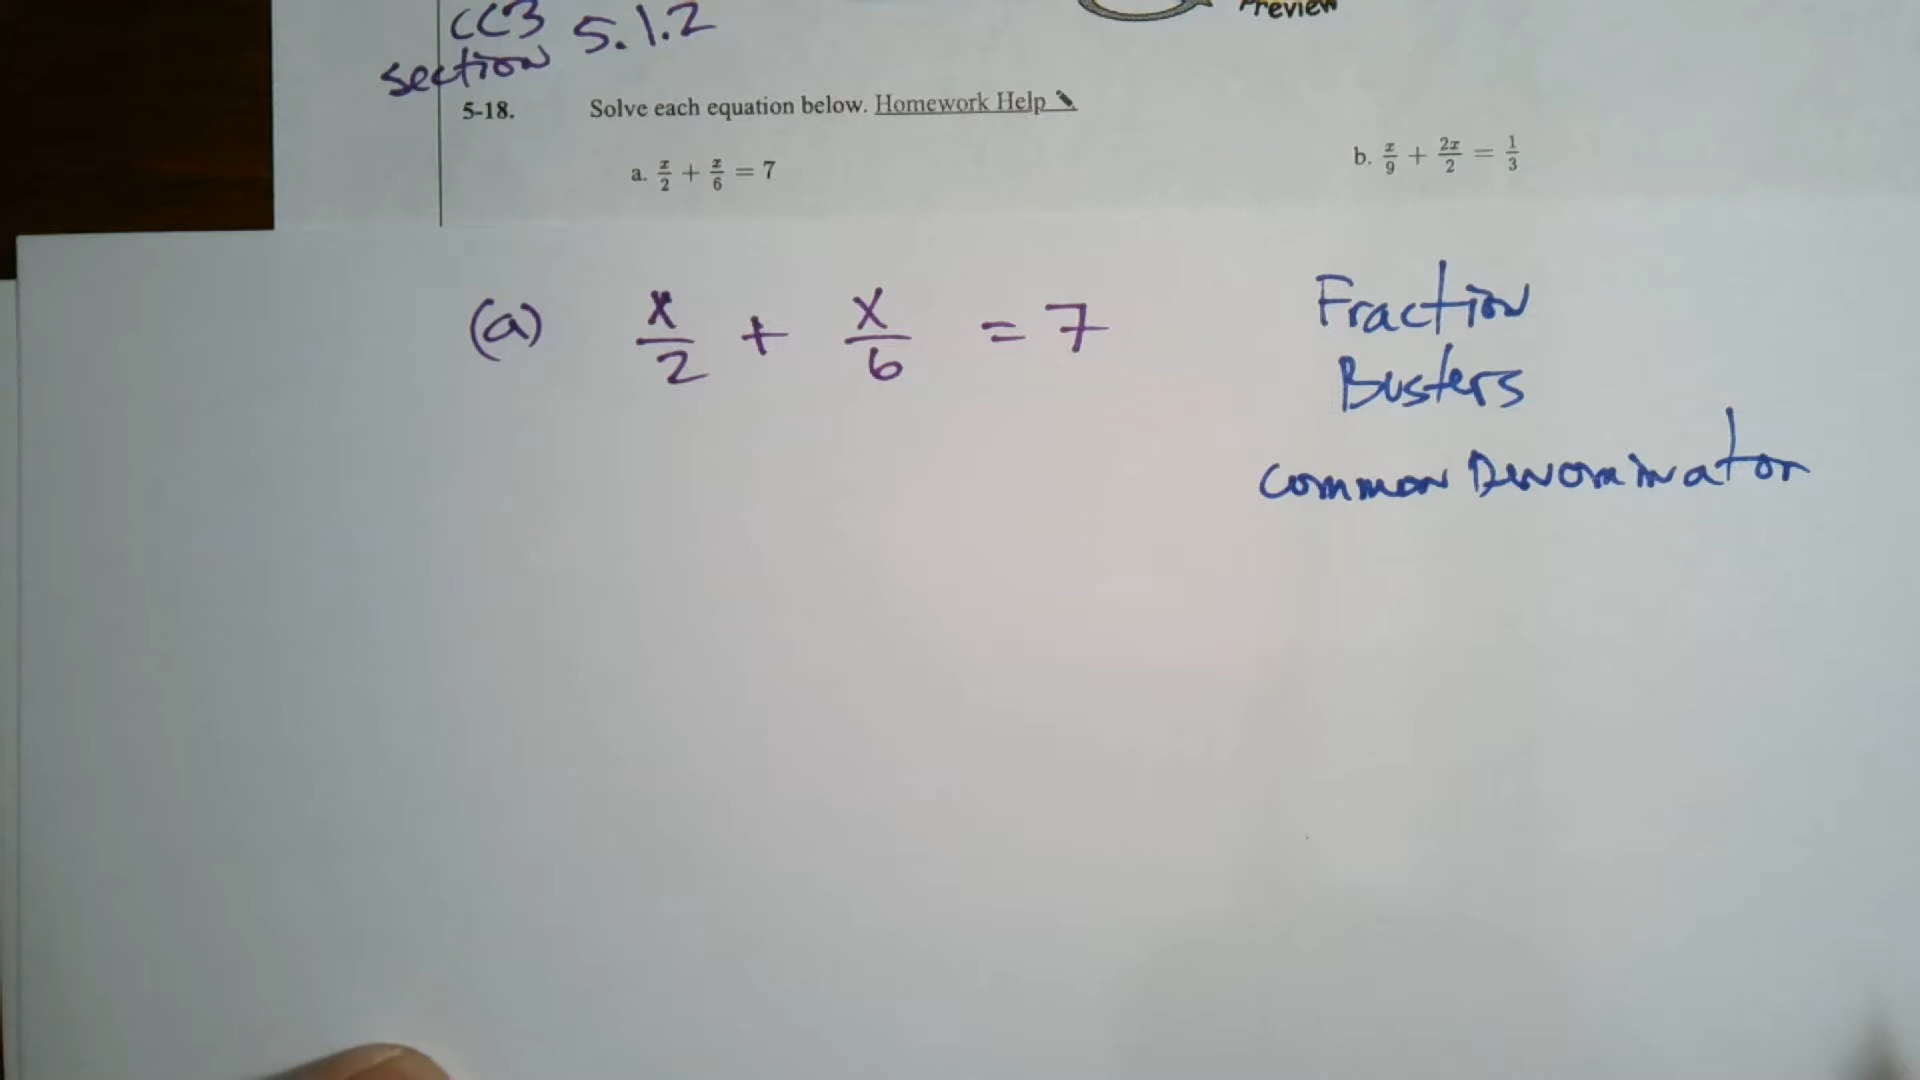 CC3
section 5.1.2
Preview
5-18. Solve each equation below. Homework Help
a. x/2 + x/6 = 7
b. x/9 + 2x/2 = 1/3
(a) x/2 + x/6 = 7
Fraction
Busters
Common Denominator